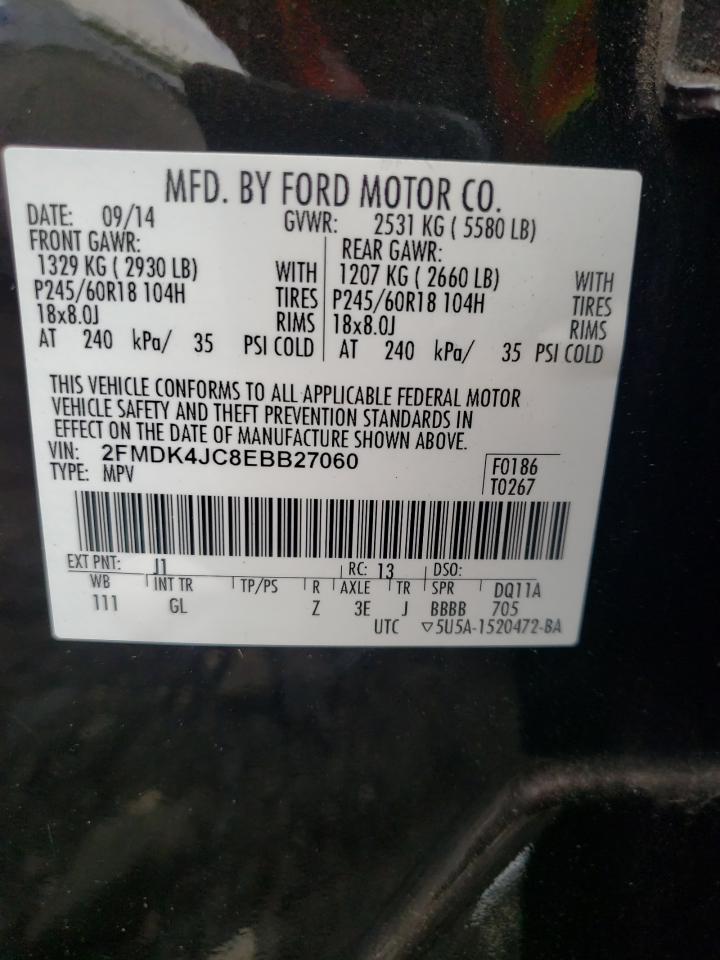 MFD. BY FORD MOTOR CO.
DATE: 09/14 GVWR: 2531 KG ( 5580 LB)
FRONT GAWR: REAR GAWR:
1329 KG ( 2930 LB) WITH 1207 KG ( 2660 LB) WITH
P245/60R18 104H TIRES P245/60R18 104H TIRES
18x8.0J RIMS 18x8.0J RIMS
AT 240 kPa/ 35 PSI COLD AT 240 kPa/ 35 PSI COLD
THIS VEHICLE CONFORMS TO ALL APPLICABLE FEDERAL MOTOR
VEHICLE SAFETY AND THEFT PREVENTION STANDARDS IN
EFFECT ON THE DATE OF MANUFACTURE SHOWN ABOVE.
VIN: 2FMDK4JC8EBB27060 F0186
TYPE: MPV T0267
EXT PNT: J1 RC: 13 DSO:
WB INT TR TP/PS R AXLE TR SPR DQ11A
111 GL Z 3E J BBBB 705
UTC ▽5U5A-1520472-BA